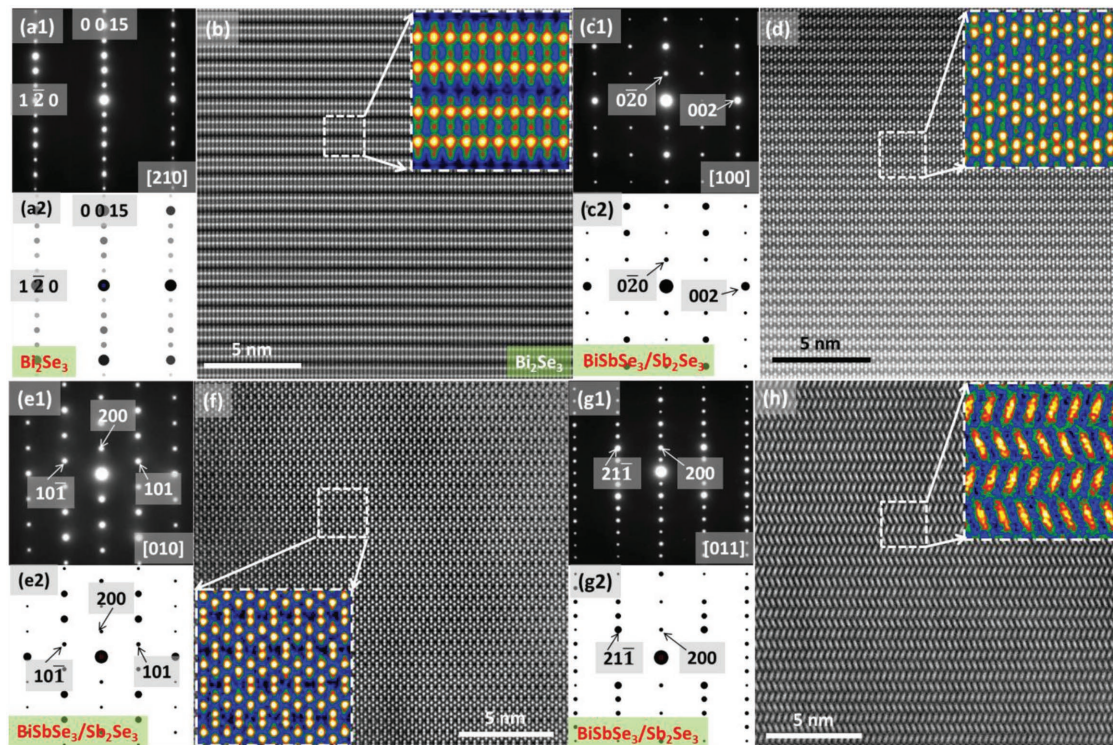 (a1)
0 0 15
1 2̅ 0
[210]
(a2)
0 0 15
1 2̅ 0
Bi₂Se₃
(b)
5 nm
Bi₂Se₃
(c1)
02̅0
002
[100]
(c2)
02̅0
002
BiSbSe₃/Sb₂Se₃
(d)
5 nm
(e1)
200
101̅
101
[010]
(e2)
200
101̅
101
BiSbSe₃/Sb₂Se₃
(f)
5 nm
(g1)
211̅
200
[011]
(g2)
211̅
200
BiSbSe₃/Sb₂Se₃
(h)
5 nm